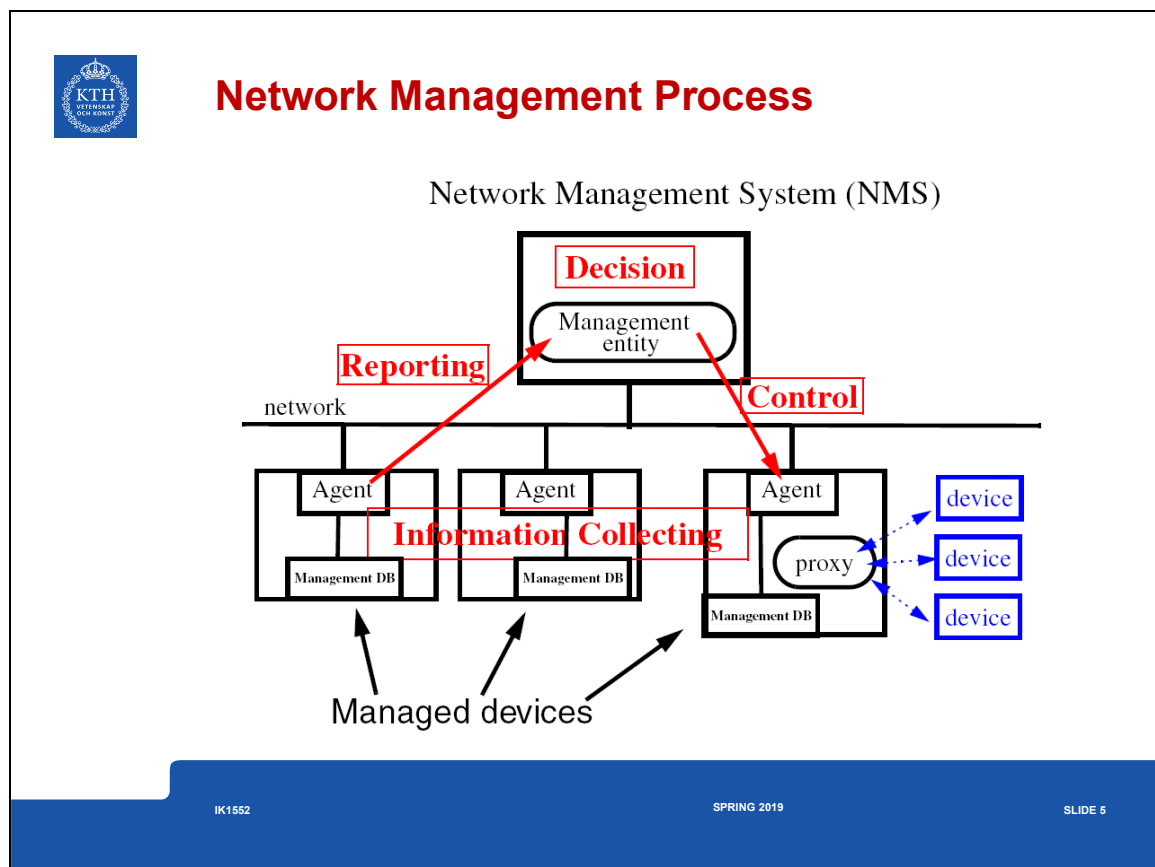 KTH
VETENSKAP
OCH KONST
Network Management Process
Network Management System (NMS)
Decision
Management
entity
Reporting
Control
network
Agent
Agent
Agent
device
Information Collecting
proxy
device
Management DB
Management DB
Management DB
device
Managed devices
IK1552
SPRING 2019
SLIDE 5